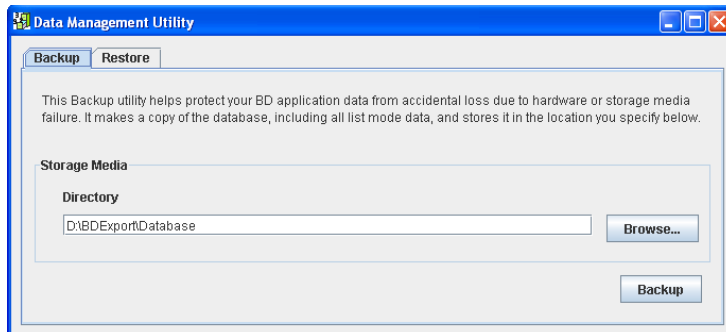 Data Management Utility
Backup Restore
This Backup utility helps protect your BD application data from accidental loss due to hardware or storage media
failure. It makes a copy of the database, including all list mode data, and stores it in the location you specify below.
Storage Media
Directory
D:\BDExport\Database
Browse...
Backup